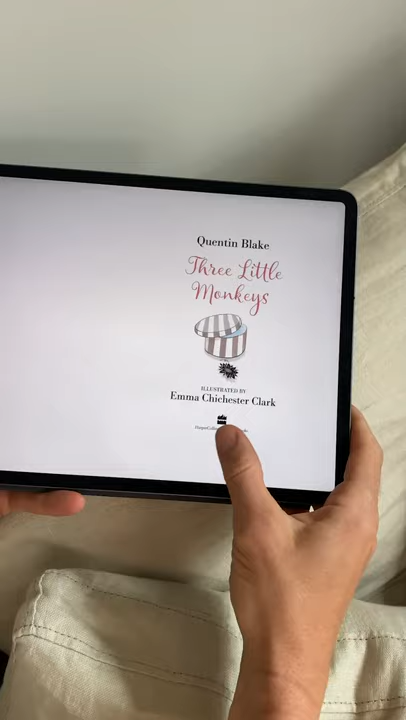 Quentin Blake
Three Little
Monkeys
ILLUSTRATED BY
Emma Chichester Clark